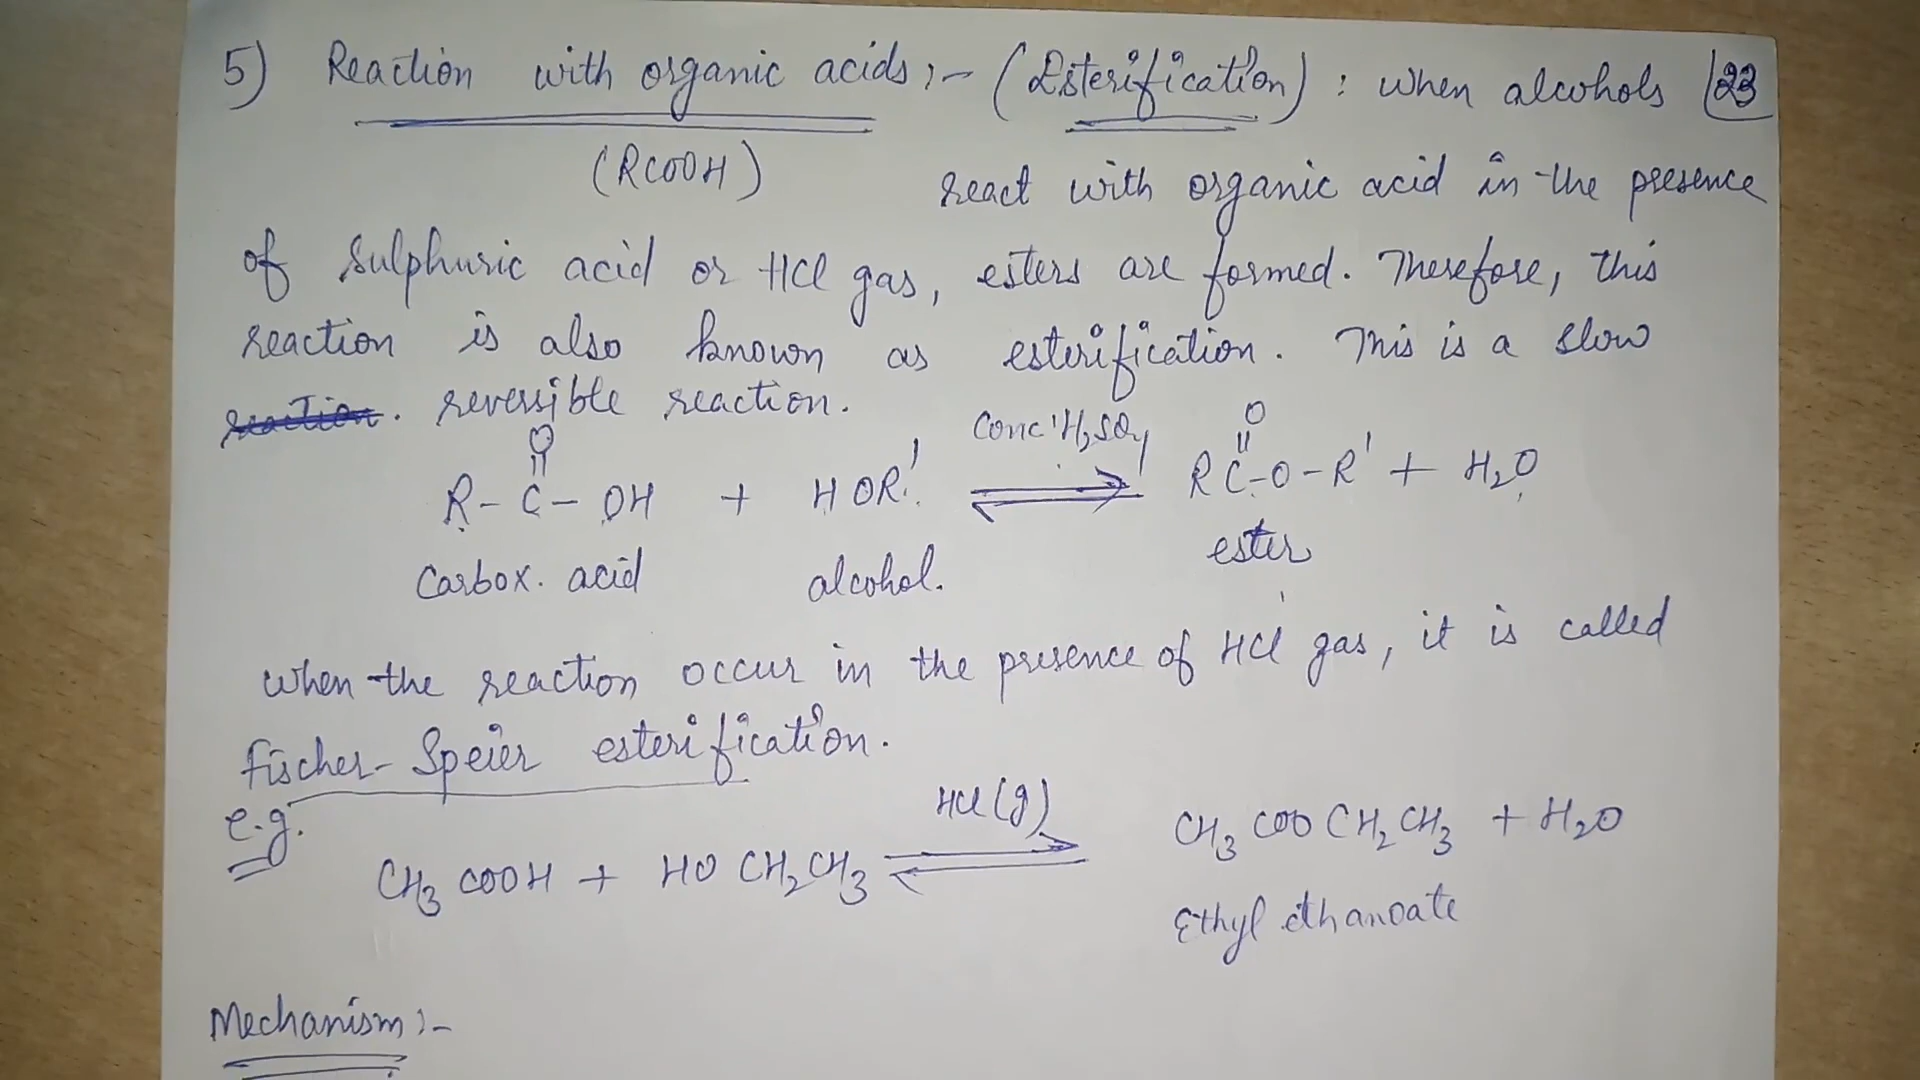 5) Reaction with organic acids :- (Esterification) : when alcohols 23
(RCOOH) react with organic acid in the presence
of sulphuric acid or HCl gas, esters are formed. Therefore, this
reaction is also known as esterification. This is a slow
reaction. reversible reaction.
O Conc. H2SO4 O
R - C - OH + HOR' ⇌ RC-O-R' + H2O
Carbox. acid alcohol. ester
when the reaction occur in the presence of HCl gas, it is called
Fischer-Speier esterification.
e.g. HCl (g)
CH3COOH + HOCH2CH3 ⇌ CH3COOCH2CH3 + H2O
Ethyl ethanoate
Mechanism :-